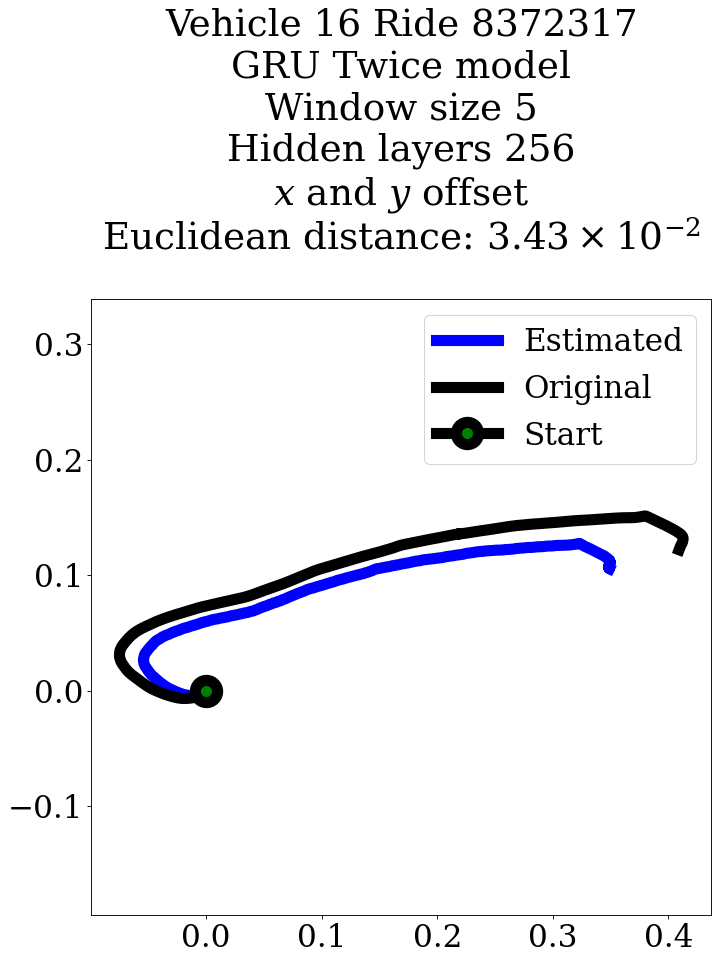 Vehicle 16 Ride 8372317
GRU Twice model
Window size 5
Hidden layers 256
x and y offset
Euclidean distance: 3.43 × 10⁻²
Estimated
Original
Start
0.3
0.2
0.1
0.0
−0.1
0.0 0.1 0.2 0.3 0.4